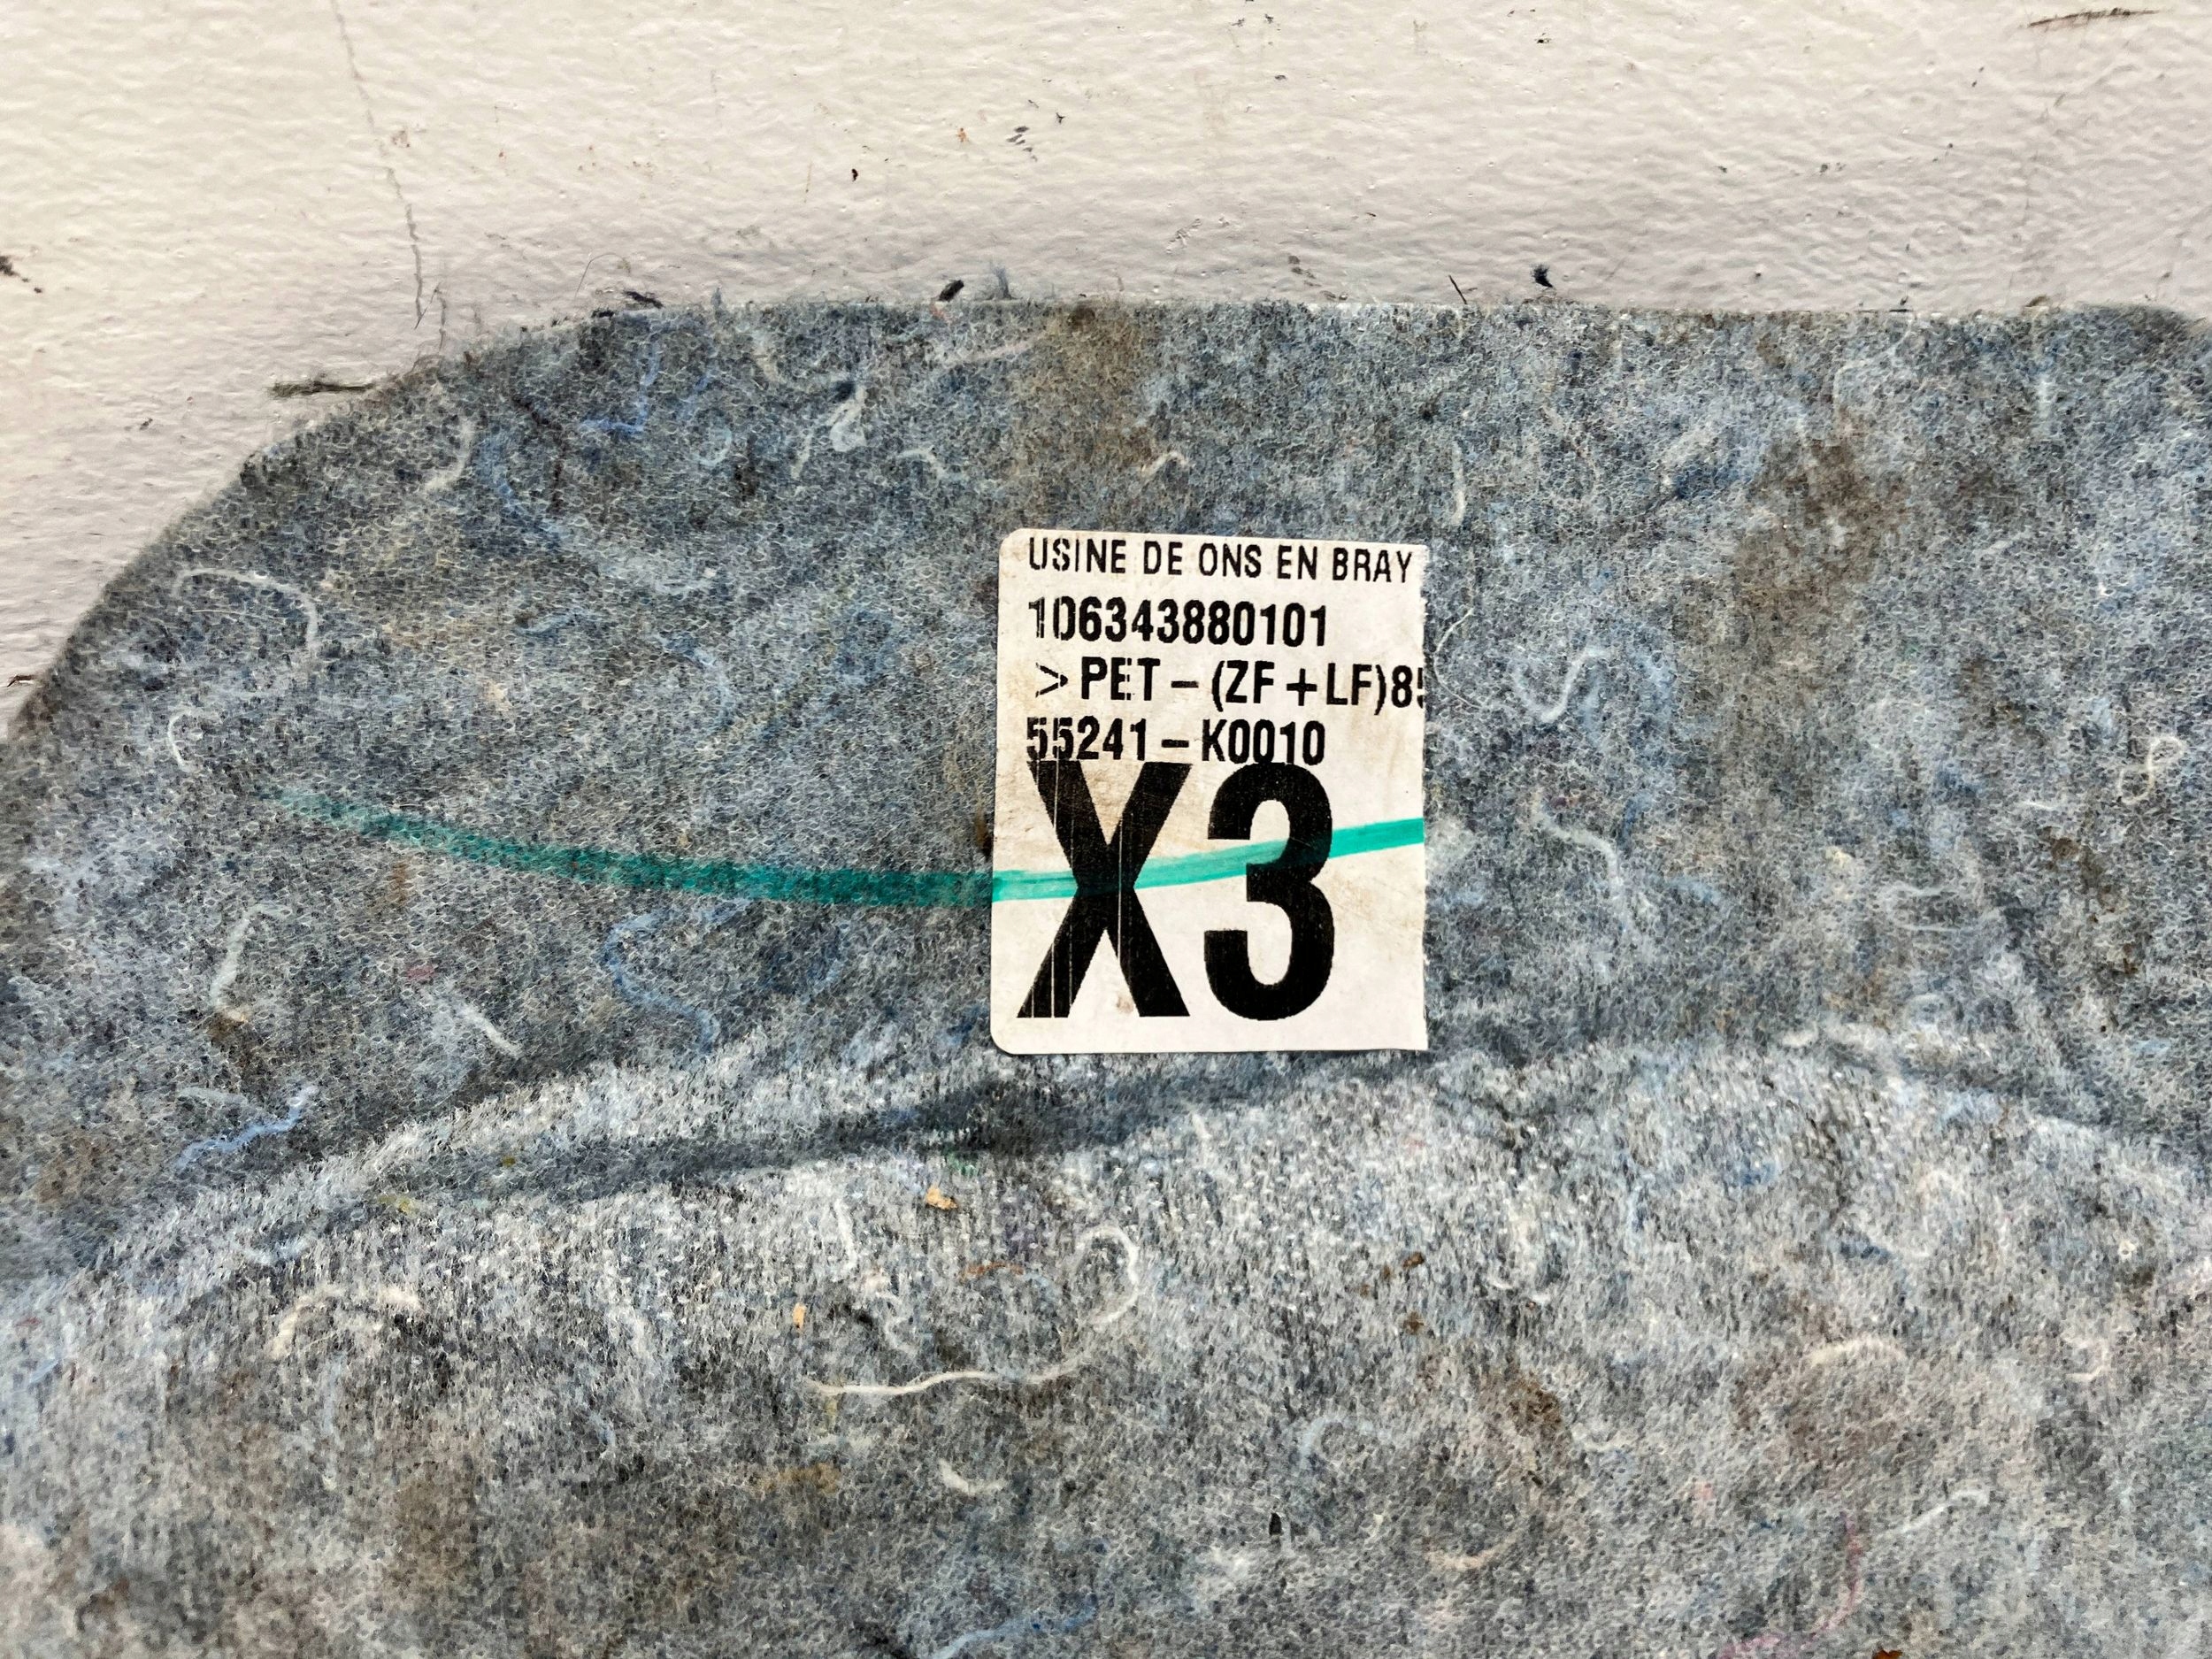 USINE DE ONS EN BRAY
106343880101
>PET-(ZF+LF)8
55241-K0010
X3